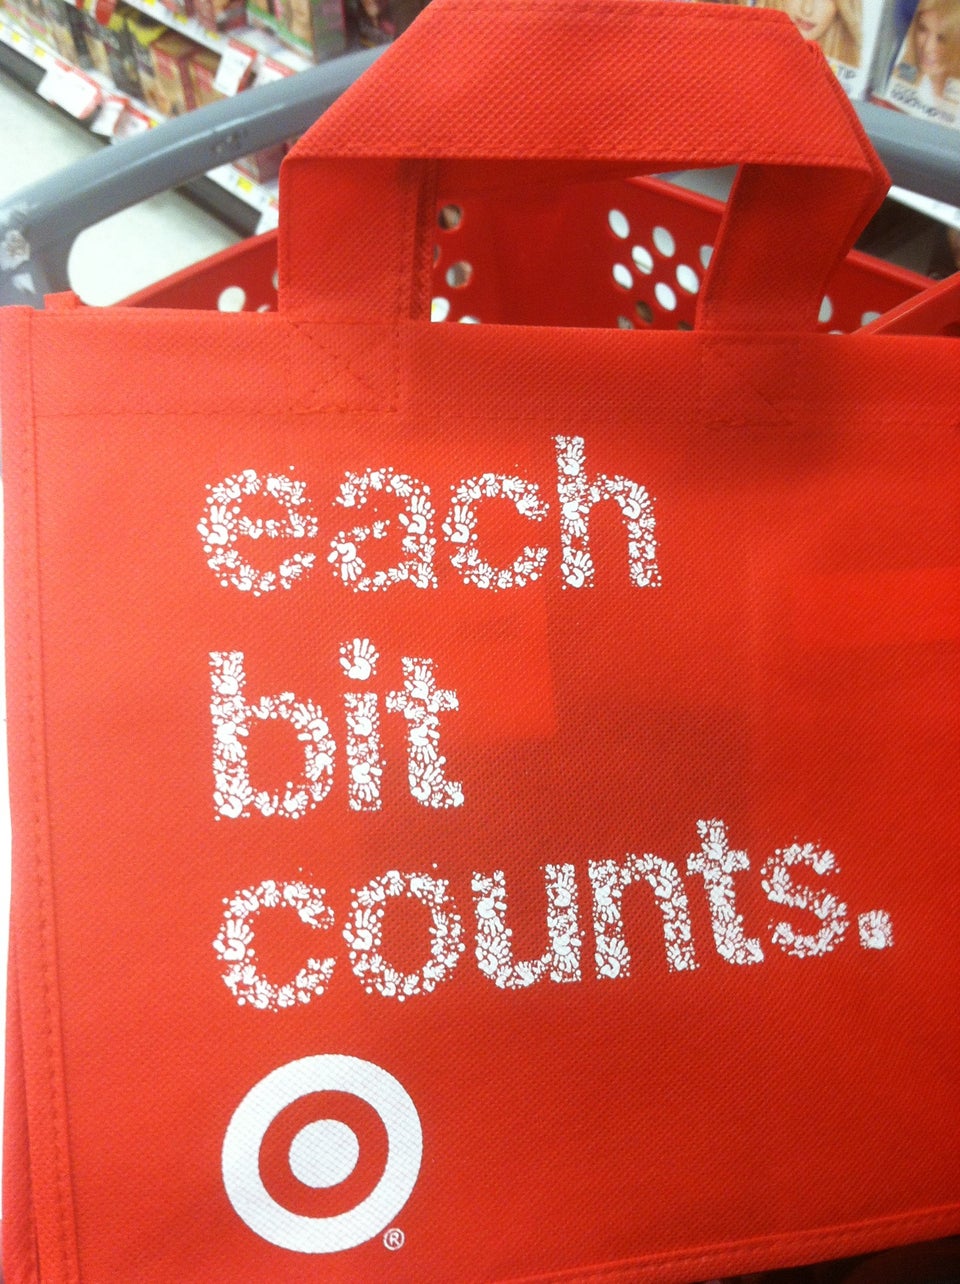 each
bit
counts.
®